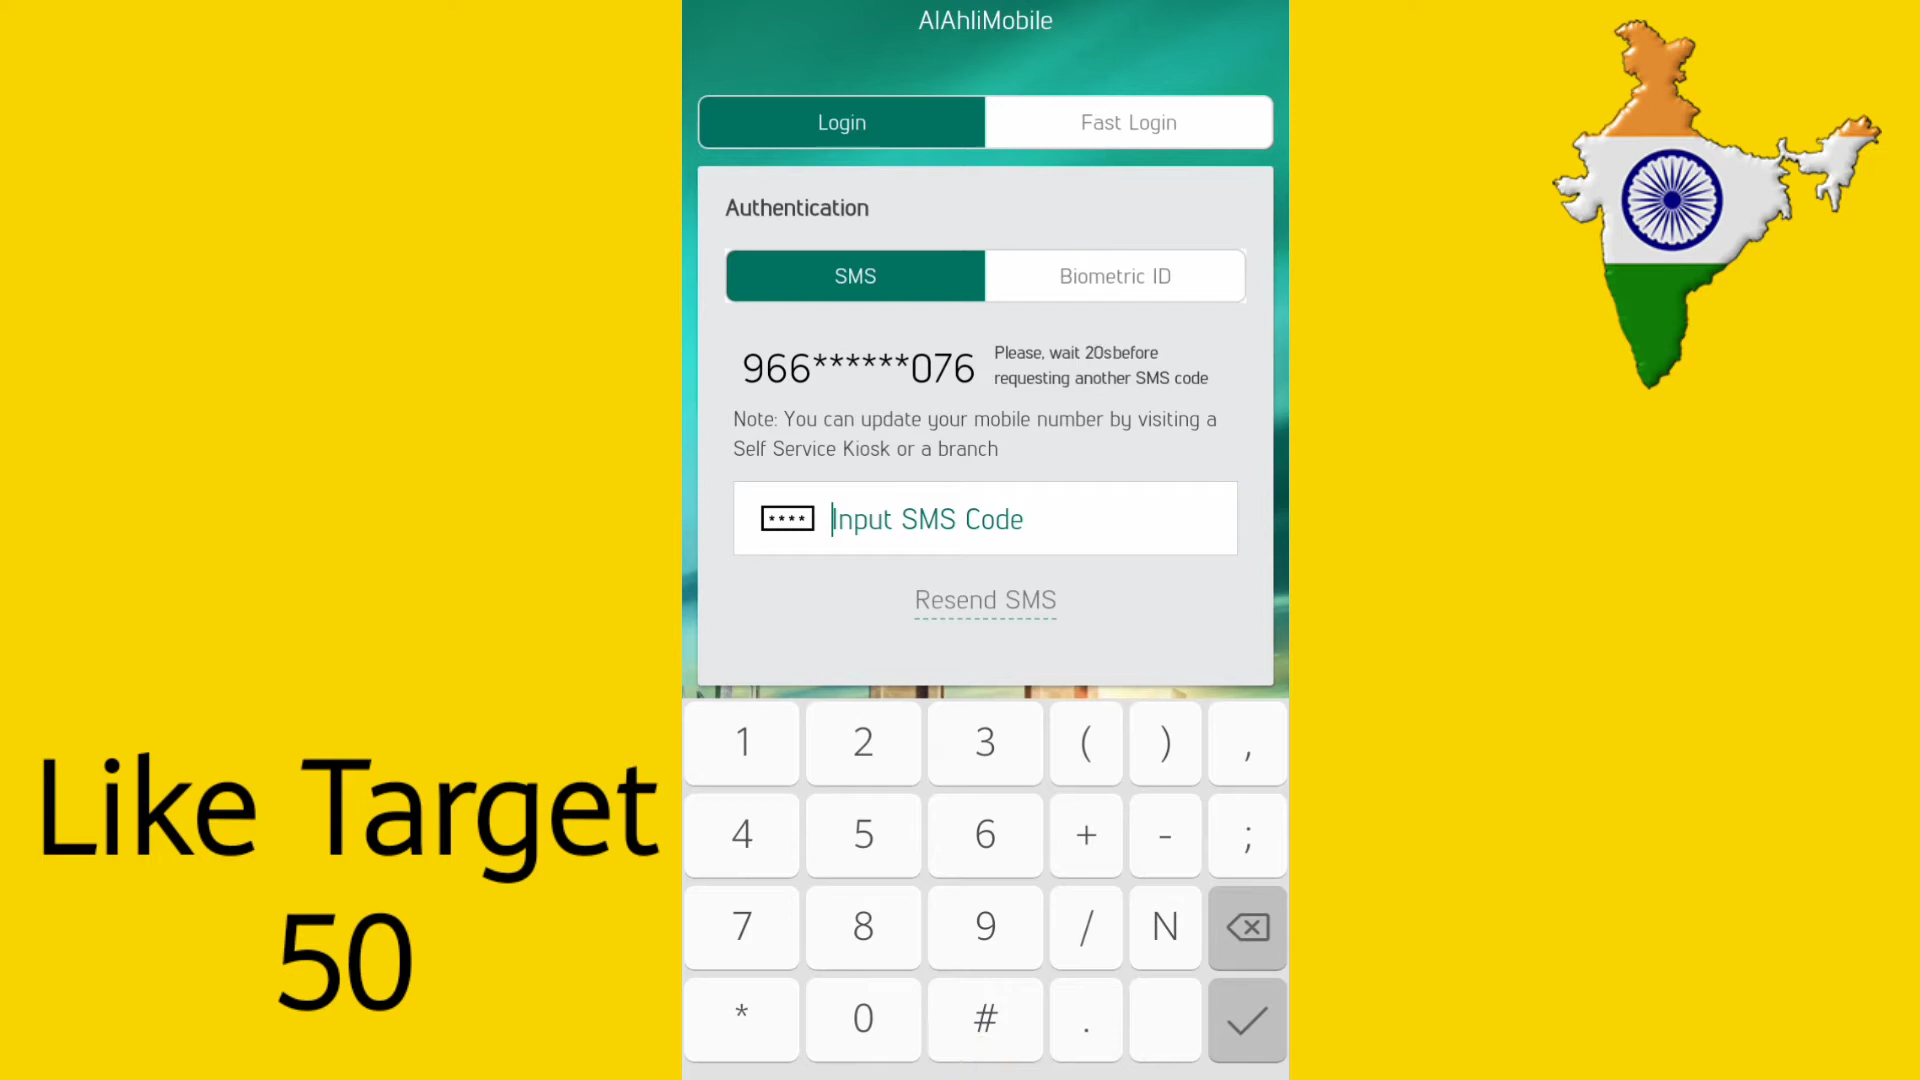 AlAhliMobile
Login Fast Login
Authentication
SMS Biometric ID
966******076 Please, wait 20sbefore
requesting another SMS code
Note: You can update your mobile number by visiting a
Self Service Kiosk or a branch
**** Input SMS Code
Resend SMS
1 2 3 ( ) ,
4 5 6 + - ;
7 8 9 / N
* 0 # .
Like Target
50